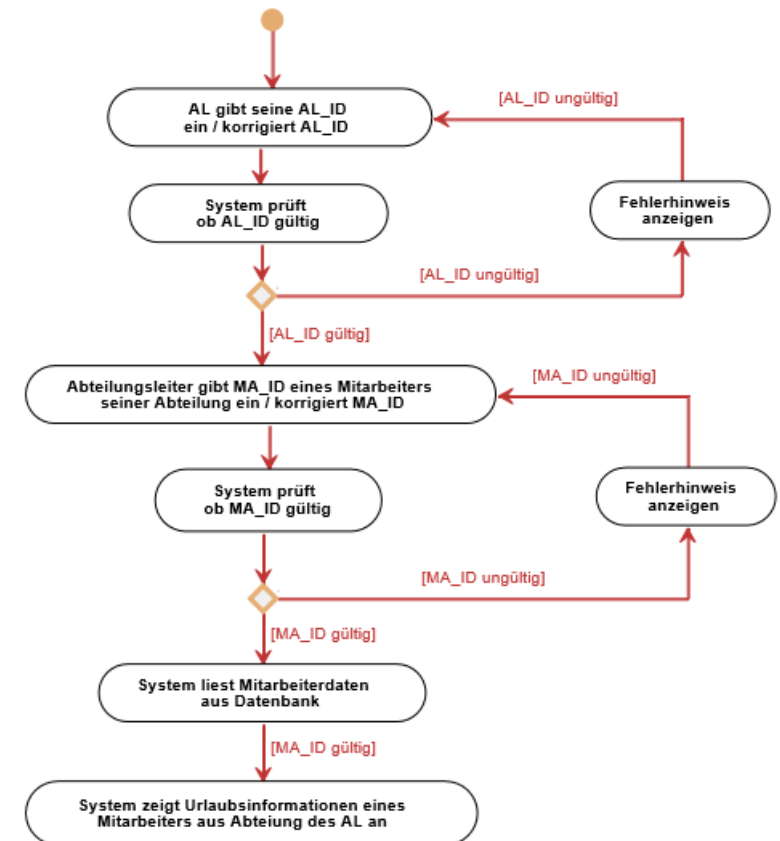 [AL_ID ungültig]
AL gibt seine AL_ID
ein / korrigiert AL_ID
System prüft
ob AL_ID gültig
Fehlerhinweis
anzeigen
[AL_ID ungültig]
[AL_ID gültig]
Abteilungsleiter gibt MA_ID eines Mitarbeiters
seiner Abteilung ein / korrigiert MA_ID
[MA_ID ungültig]
System prüft
ob MA_ID gültig
Fehlerhinweis
anzeigen
[MA_ID ungültig]
[MA_ID gültig]
System liest Mitarbeiterdaten
aus Datenbank
[MA_ID gültig]
System zeigt Urlaubsinformationen eines
Mitarbeiters aus Abteiung des AL an